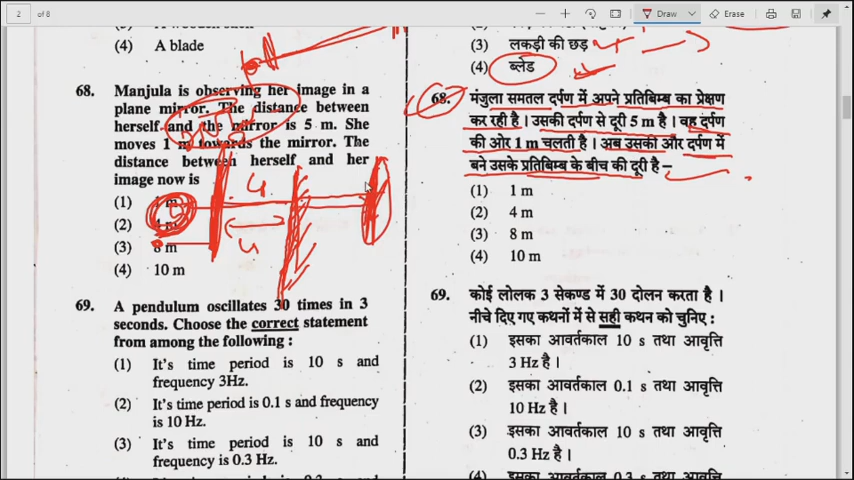 2 of 8
Draw
Erase
(4) A blade
(3) लकड़ी की छड़
(4) ब्लेड
68. Manjula is observing her image in a
plane mirror. The distance between
herself and the mirror is 5 m. She
moves 1 m towards the mirror. The
distance between herself and her
image now is
(1) 1 m
(2) 4 m
(3) 8 m
(4) 10 m
69. A pendulum oscillates 30 times in 3
seconds. Choose the correct statement
from among the following :
(1) It's time period is 10 s and
frequency 3Hz.
(2) It's time period is 0.1 s and frequency
is 10 Hz.
(3) It's time period is 10 s and
frequency is 0.3 Hz.
68. मंजुला समतल दर्पण में अपने प्रतिबिम्ब का प्रेक्षण
कर रही है । उसकी दर्पण से दूरी 5 m है । वह दर्पण
की ओर 1 m चलती है । अब उसकी और दर्पण में
बने उसके प्रतिबिम्ब के बीच की दूरी है –
(1) 1 m
(2) 4 m
(3) 8 m
(4) 10 m
69. कोई लोलक 3 सेकण्ड में 30 दोलन करता है ।
नीचे दिए गए कथनों में से सही कथन को चुनिए :
(1) इसका आवर्तकाल 10 s तथा आवृत्ति
3 Hz है ।
(2) इसका आवर्तकाल 0.1 s तथा आवृत्ति
10 Hz है ।
(3) इसका आवर्तकाल 10 s तथा आवृत्ति
0.3 Hz है ।
4
4